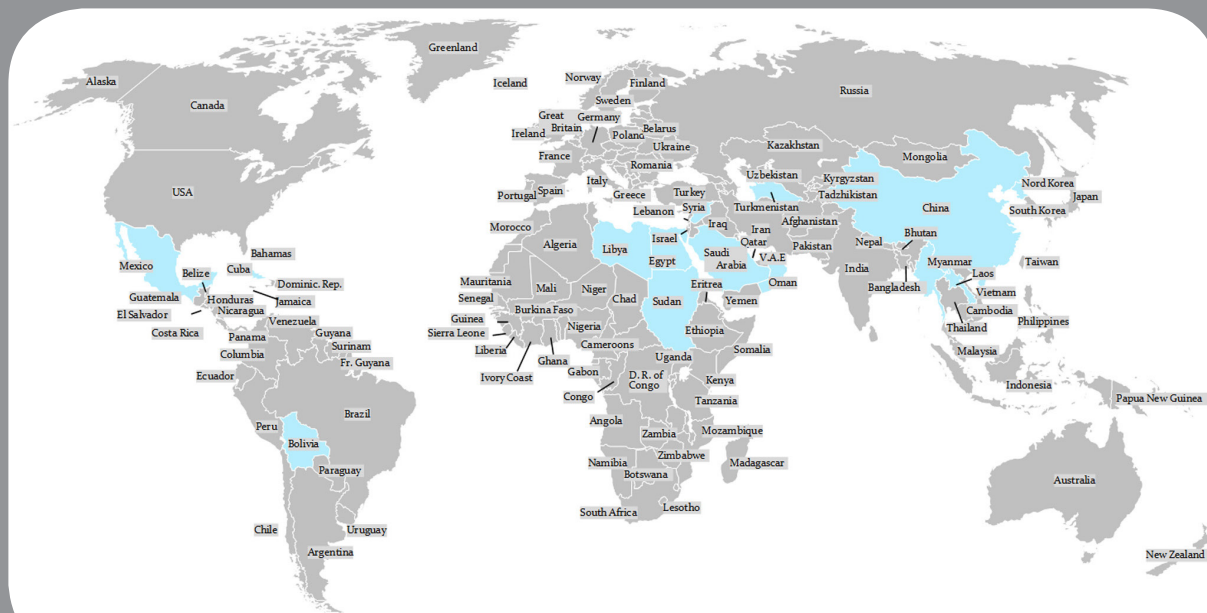 Greenland
Alaska
Canada
USA
Mexico
Bahamas
Cuba
Belize
Dominic. Rep.
Jamaica
Guatemala
Honduras
El Salvador
Nicaragua
Costa Rica
Venezuela
Panama
Guyana
Columbia
Surinam
Fr. Guyana
Ecuador
Peru
Brazil
Bolivia
Paraguay
Chile
Uruguay
Argentina
Iceland
Norway
Finland
Sweden
Great
Britain
Germany
Ireland
Poland
Belarus
Ukraine
France
Romania
Italy
Portugal
Spain
Greece
Turkey
Russia
Kazakhstan
Mongolia
Uzbekistan
Kyrgyzstan
Tadzhikistan
Turkmenistan
China
Nord Korea
Japan
South Korea
Lebanon
Syria
Iraq
Iran
Afghanistan
Israel
Qatar
Pakistan
Nepal
Bhutan
Saudi
Arabia
V.A.E
Oman
Yemen
India
Bangladesh
Myanmar
Laos
Taiwan
Vietnam
Cambodia
Thailand
Philippines
Malaysia
Indonesia
Papua New Guinea
Morocco
Algeria
Libya
Egypt
Mauritania
Mali
Niger
Chad
Sudan
Eritrea
Senegal
Burkina Faso
Guinea
Nigeria
Sierra Leone
Ethiopia
Liberia
Cameroons
Somalia
Ghana
Uganda
Ivory Coast
Gabon
D. R. of
Congo
Kenya
Congo
Tanzania
Angola
Zambia
Mozambique
Zimbabwe
Namibia
Botswana
Madagascar
South Africa
Lesotho
Australia
New Zealand